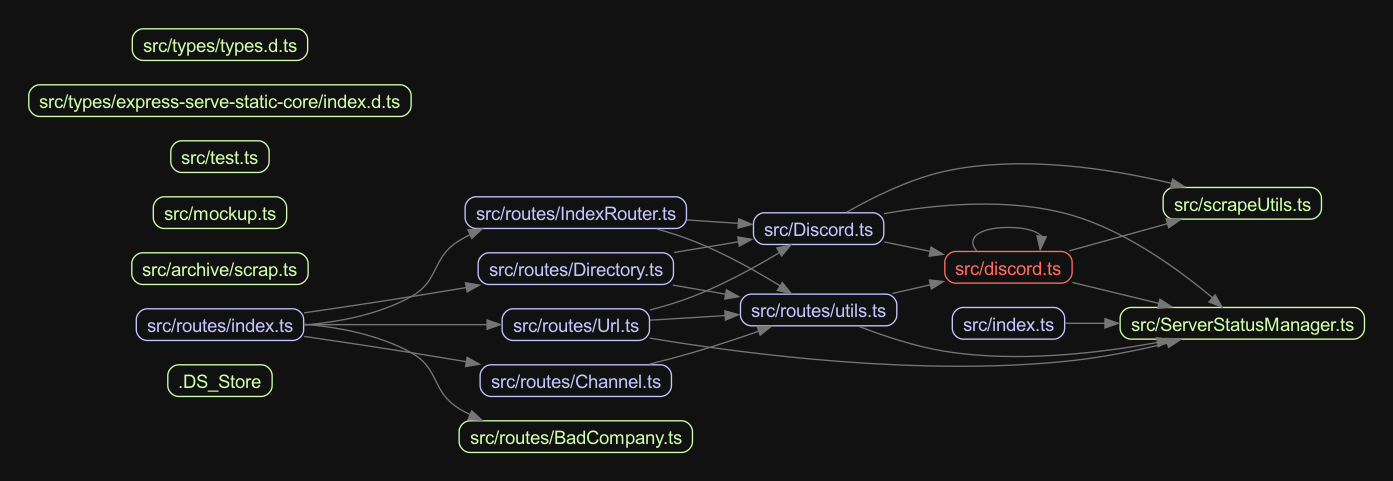 src/types/types.d.ts
src/types/express-serve-static-core/index.d.ts
src/test.ts
src/mockup.ts
src/archive/scrap.ts
src/routes/index.ts
.DS_Store
src/routes/IndexRouter.ts
src/routes/Directory.ts
src/routes/Url.ts
src/routes/Channel.ts
src/routes/BadCompany.ts
src/Discord.ts
src/routes/utils.ts
src/discord.ts
src/index.ts
src/scrapeUtils.ts
src/ServerStatusManager.ts